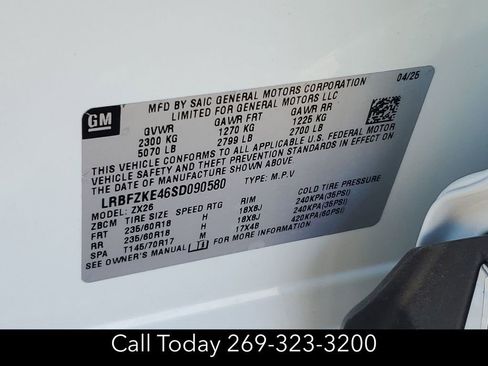 GM
04/25
MFD BY SAIC GENERAL MOTORS CORPORATION
LIMITED FOR GENERAL MOTORS LLC
GVWR GAWR FRT GAWR RR
2300 KG 1270 KG 1225 KG
5070 LB 2799 LB 2700 LB
THIS VEHICLE CONFORMS TO ALL APPLICABLE U.S. FEDERAL MOTOR
VEHICLE SAFETY, BUMPER, AND THEFT PREVENTION STANDARDS IN EFFECT ON
THE DATE OF MANUFACTURE SHOWN ABOVE.
LRBFZKE46SD090580 TYPE: M.P.V
MODEL: ZX26
ZBCM TIRE SIZE SPEED RTG RIM COLD TIRE PRESSURE
FRT 235/60R18 H 18X8J 240KPA(35PSI)
RR 235/60R18 H 18X8J 240KPA(35PSI)
SPA T145/70R17 M 17X4B 420KPA(60PSI)
SEE OWNER'S MANUAL FOR MORE INFORMATION.
Call Today 269-323-3200